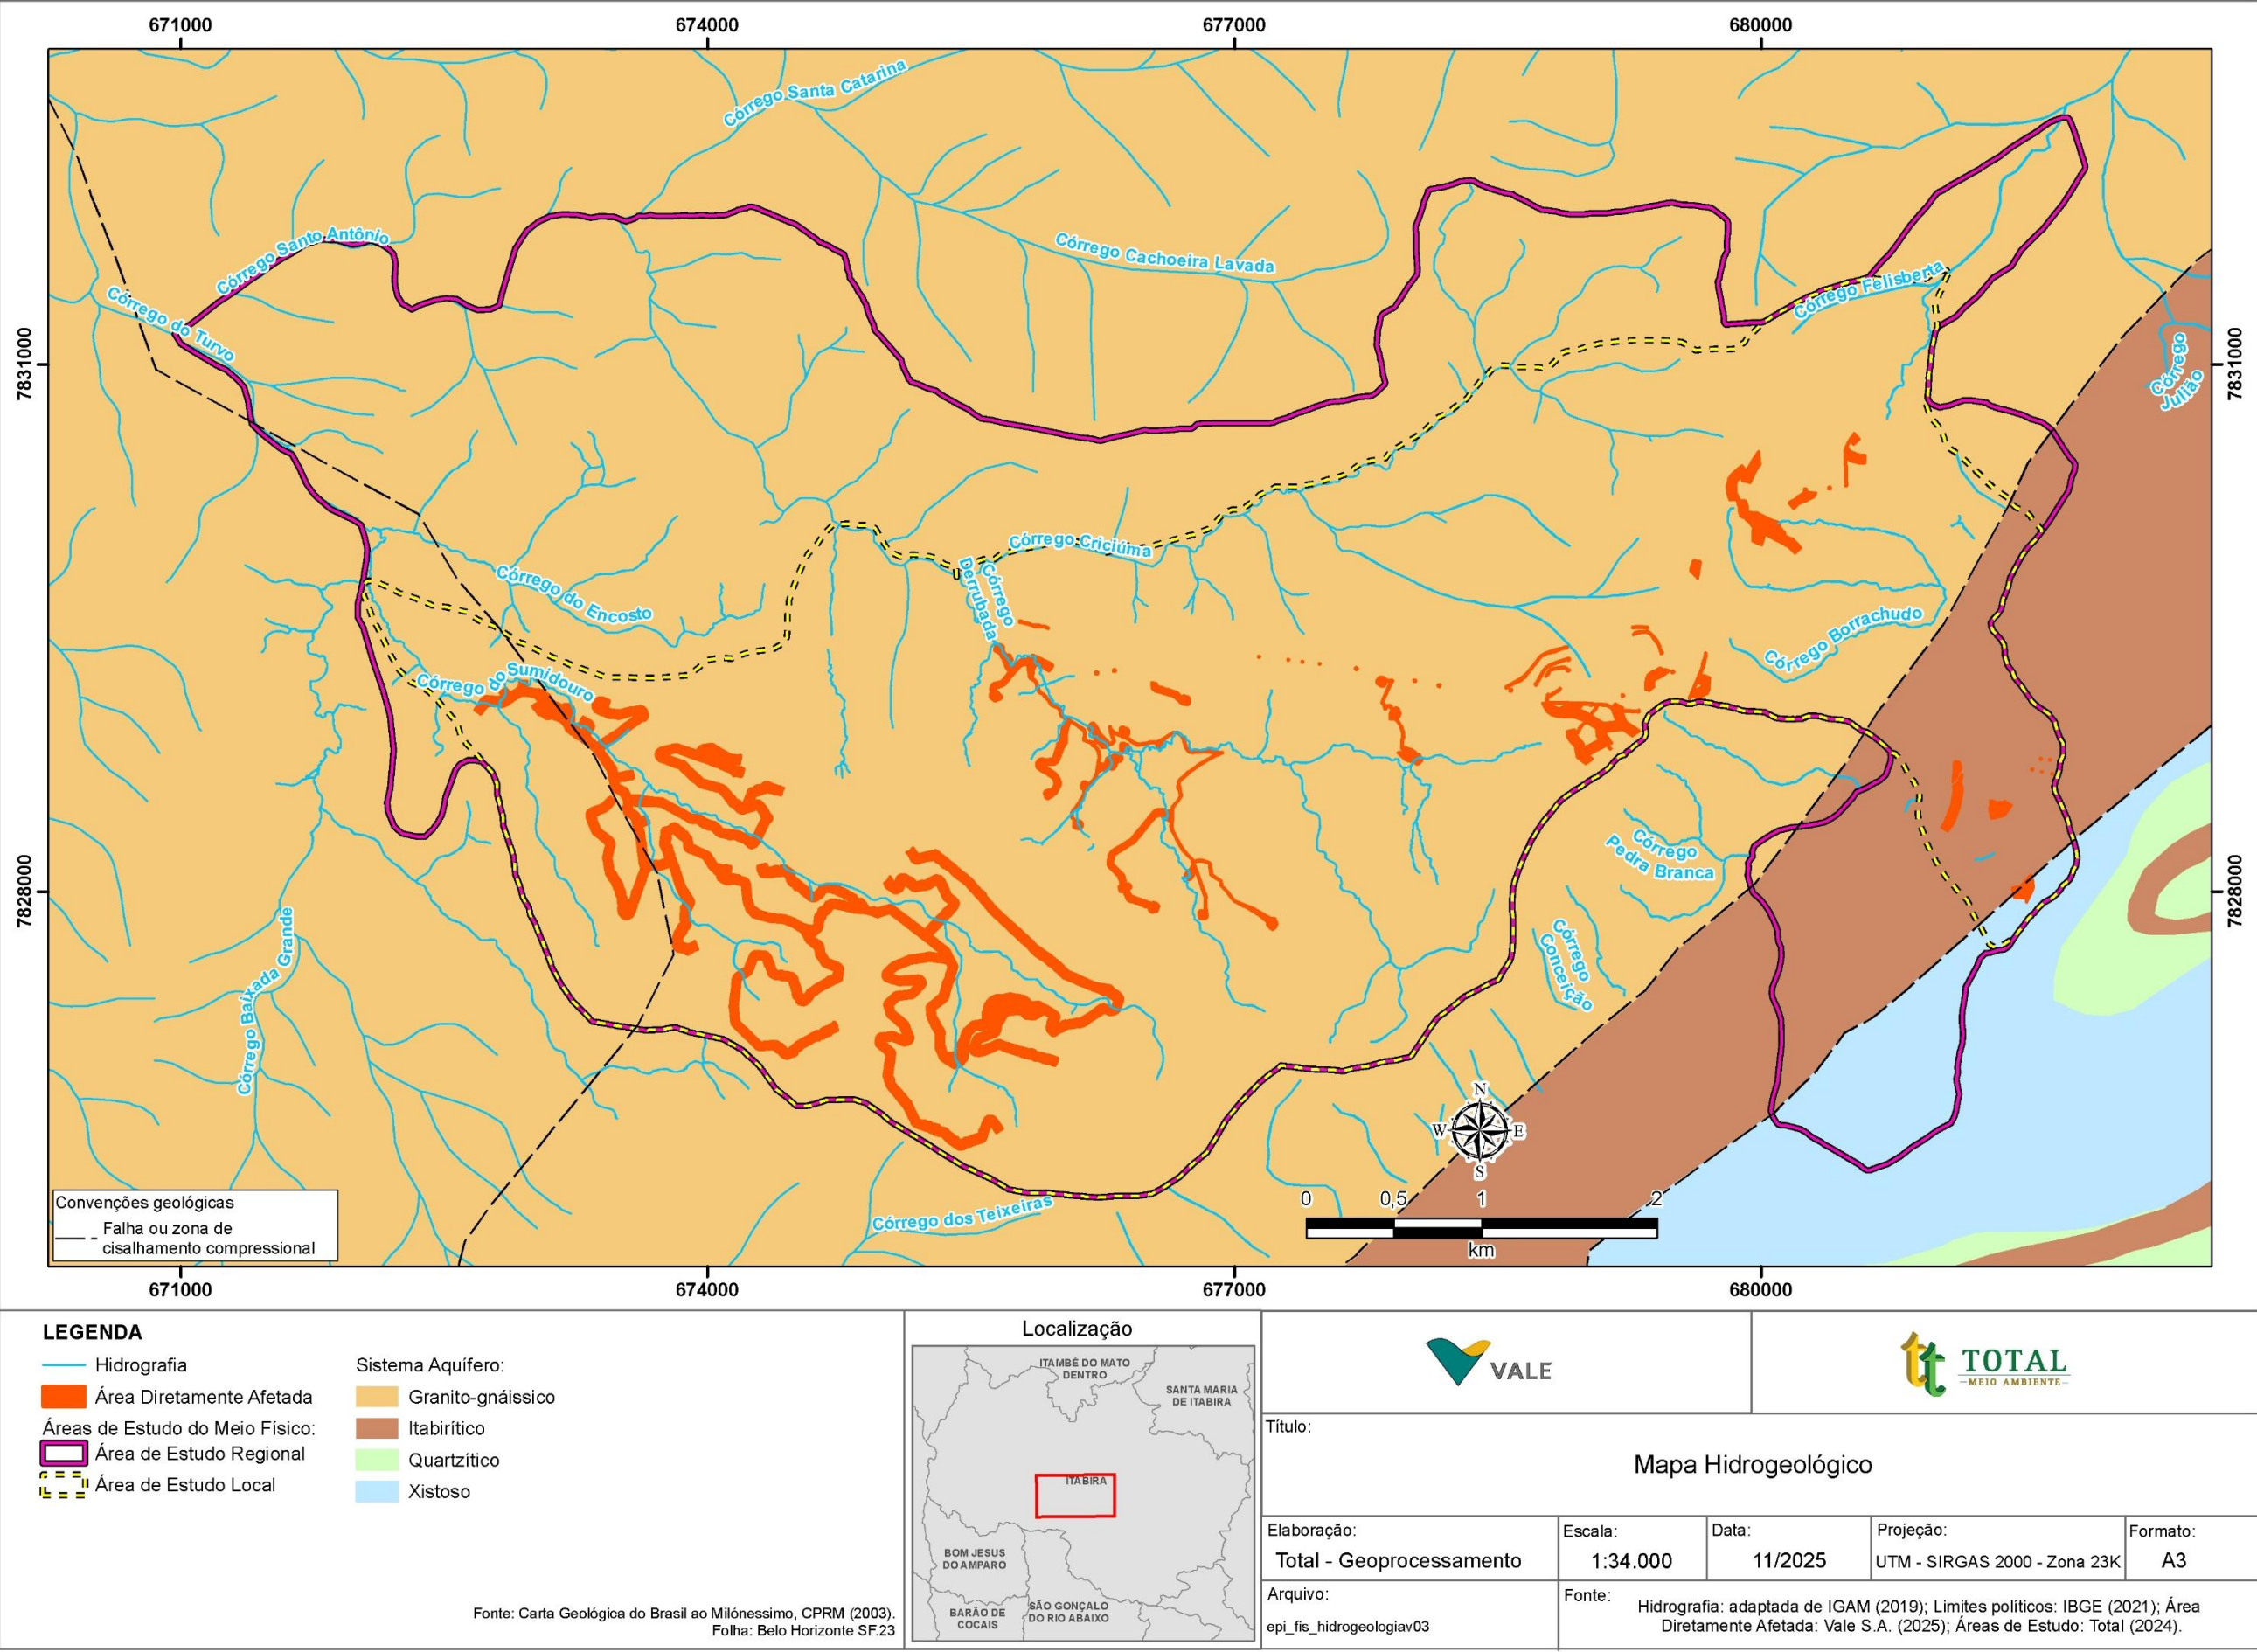 671000
674000
677000
680000
7831000
7828000
7831000
7828000
Córrego Santa Catarina
Córrego Santo Antônio
Córrego do Turvo
Córrego Cachoeira Lavada
Córrego Felisberta
Córrego
Julião
Córrego Criciúma
Córrego
Derrubada
Córrego do Encosto
Córrego do Sumidouro
Córrego Borrachudo
Córrego
Pedra Branca
Córrego
Conceição
Córrego Baixada Grande
Córrego dos Teixeiras
N
W
E
S
0
0,5
1
2
km
Convenções geológicas
Falha ou zona de
cisalhamento compressional
671000
674000
677000
680000
LEGENDA
Hidrografia
Área Diretamente Afetada
Áreas de Estudo do Meio Físico:
Área de Estudo Regional
Área de Estudo Local
Sistema Aquífero:
Granito-gnáissico
Itabirítico
Quartzítico
Xistoso
Fonte: Carta Geológica do Brasil ao Milónessimo, CPRM (2003).
Folha: Belo Horizonte SF.23
Localização
ITAMBÉ DO MATO
DENTRO
SANTA MARIA
DE ITABIRA
ITABIRA
BOM JESUS
DO AMPARO
BARÃO DE
COCAIS
SÃO GONÇALO
DO RIO ABAIXO
VALE
tt TOTAL
MEIO AMBIENTE
Título:
Mapa Hidrogeológico
Elaboração:
Total - Geoprocessamento
Escala:
1:34.000
Data:
11/2025
Projeção:
UTM - SIRGAS 2000 - Zona 23K
Formato:
A3
Arquivo:
epi_fis_hidrogeologiav03
Fonte:
Hidrografia: adaptada de IGAM (2019); Limites políticos: IBGE (2021); Área
Diretamente Afetada: Vale S.A. (2025); Áreas de Estudo: Total (2024).